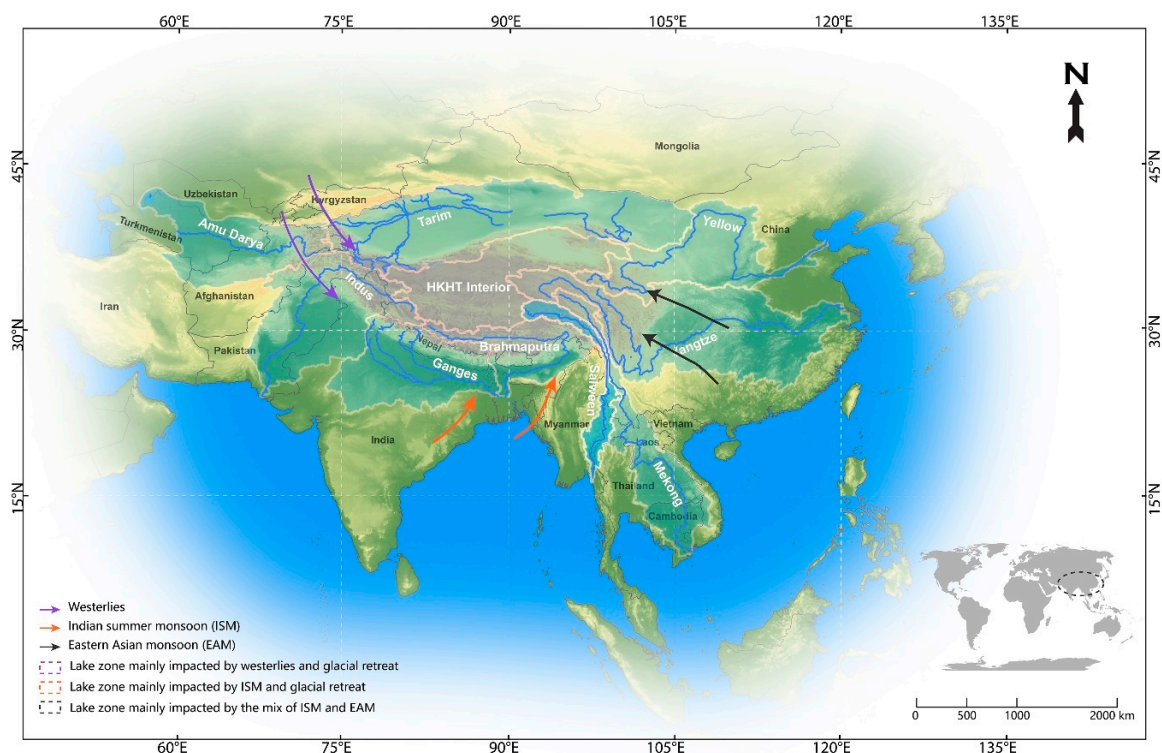 60°E 75°E 90°E 105°E 120°E 135°E
N
Mongolia
45°N 45°N
Uzbekistan
Kyrgyzstan
Turkmenistan
Amu Darya
Tarim
Yellow
China
Iran
Afghanistan
Indus
HKHT Interior
30°N 30°N
Pakistan
Nepal
Brahmaputra
Yangtze
Ganges
Salween
India
Myanmar
Vietnam
Laos
Thailand
Mekong
15°N 15°N
Cambodia
Westerlies
Indian summer monsoon (ISM)
Eastern Asian monsoon (EAM)
Lake zone mainly impacted by westerlies and glacial retreat
Lake zone mainly impacted by ISM and glacial retreat
Lake zone mainly impacted by the mix of ISM and EAM
0 500 1000 2000 km
60°E 75°E 90°E 105°E 120°E 135°E